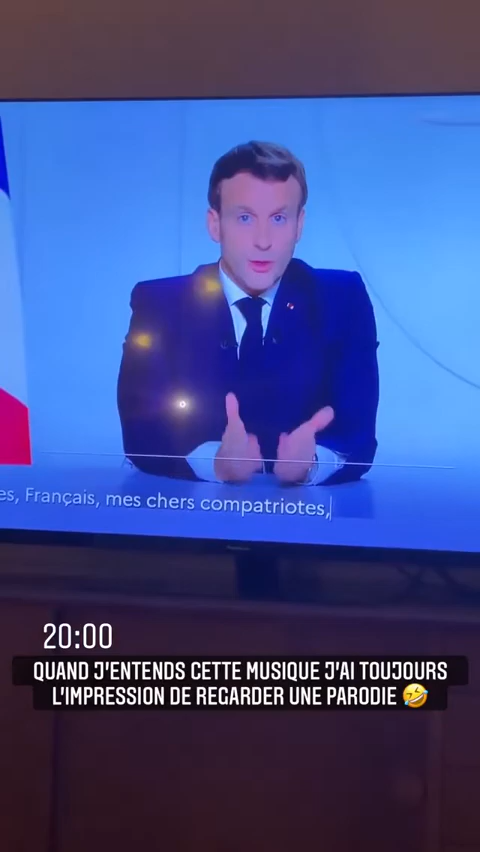 es, Français, mes chers compatriotes,
20:00
QUAND J'ENTENDS CETTE MUSIQUE J'AI TOUJOURS
L'IMPRESSION DE REGARDER UNE PARODIE 🤣